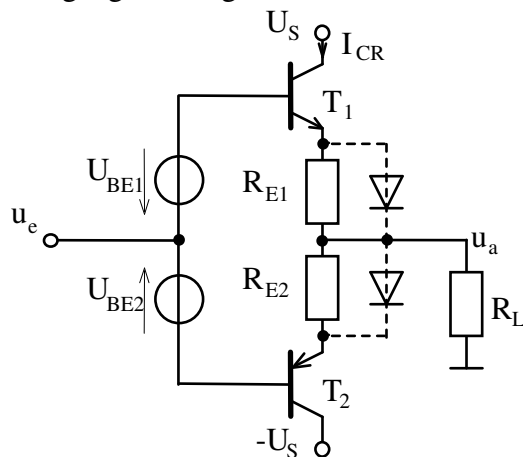 U_S
I_CR
T_1
U_BE1
R_E1
u_e
u_a
U_BE2
R_E2
R_L
T_2
-U_S